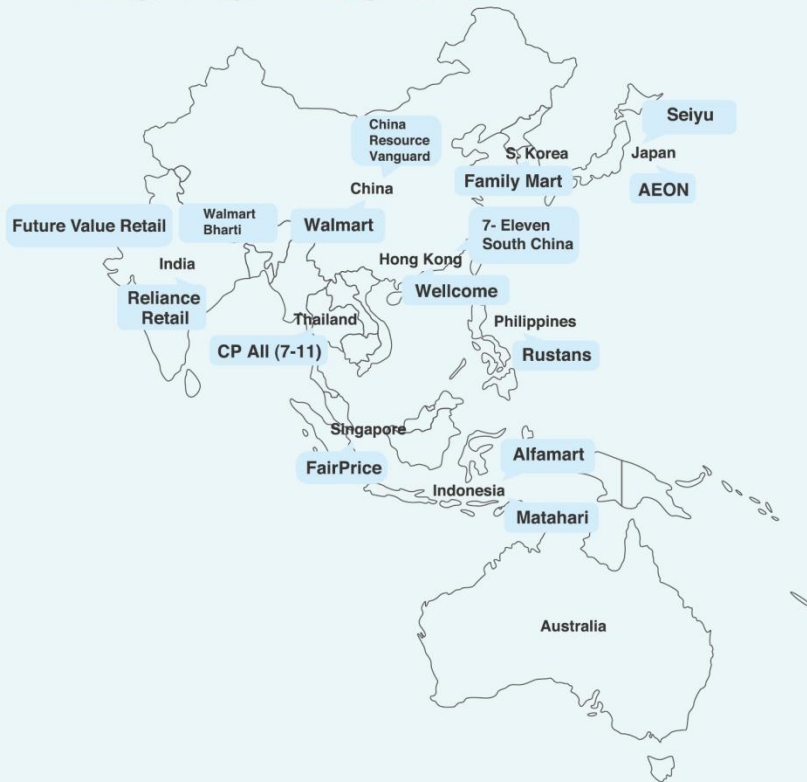 China
Resource
Vanguard
Seiyu
S. Korea
Japan
Family Mart
AEON
China
Future Value Retail
Walmart
Bharti
Walmart
7- Eleven
South China
India
Hong Kong
Reliance
Retail
Wellcome
Thailand
Philippines
CP All (7-11)
Rustans
Singapore
FairPrice
Alfamart
Indonesia
Matahari
Australia